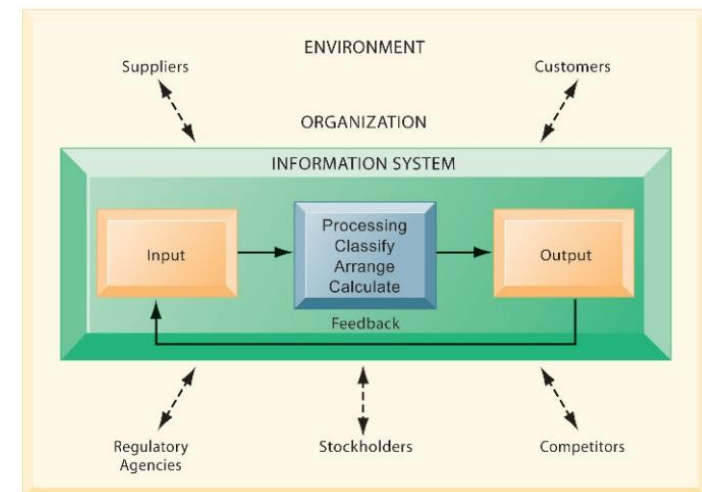 ENVIRONMENT
Suppliers
Customers
ORGANIZATION
INFORMATION SYSTEM
Input
Processing
Classify
Arrange
Calculate
Output
Feedback
Regulatory
Agencies
Stockholders
Competitors